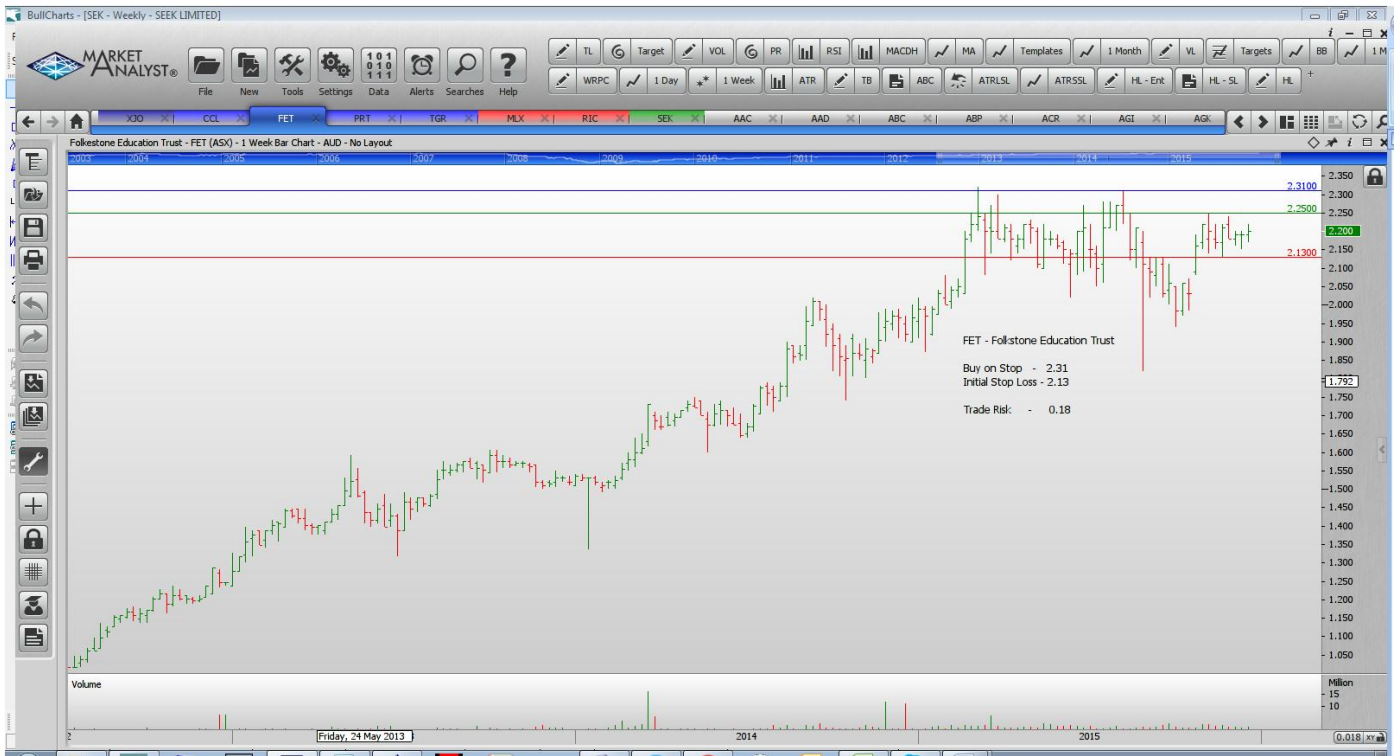 BullCharts - [SEK - Weekly - SEEK LIMITED]
MARKET
ANALYST®
File New Tools Settings Data Alerts Searches Help
TL Target VOL PR RSI MACDH MA Templates 1 Month VL Targets BB 1 M
WRPC 1 Day 1 Week ATR TB ABC ATRLSL ATRSSL HL - Ent HL - SL HL
XJO CCL FET PRT TGR MLX RIC SEK AAC AAD ABC ABP ACR AGI AGK
Folkestone Education Trust - FET (ASX) - 1 Week Bar Chart - AUD - No Layout
2003 2004 2005 2006 2007 2008 2009 2010 2011 2012 2013 2014 2015
2.350
2.3100
2.300
2.2500
2.250
2.200
2.150
2.1300
2.100
2.050
2.000
1.950
FET - Folkstone Education Trust
1.900
1.850
Buy on Stop - 2.31
Initial Stop Loss - 2.13
1.792
1.750
Trade Risk - 0.18
1.700
1.650
1.600
1.550
1.500
1.450
1.400
1.350
1.300
1.250
1.200
1.150
1.100
1.050
Volume
Million
15
10
Friday, 24 May 2013
2014
2015
0.018 XY